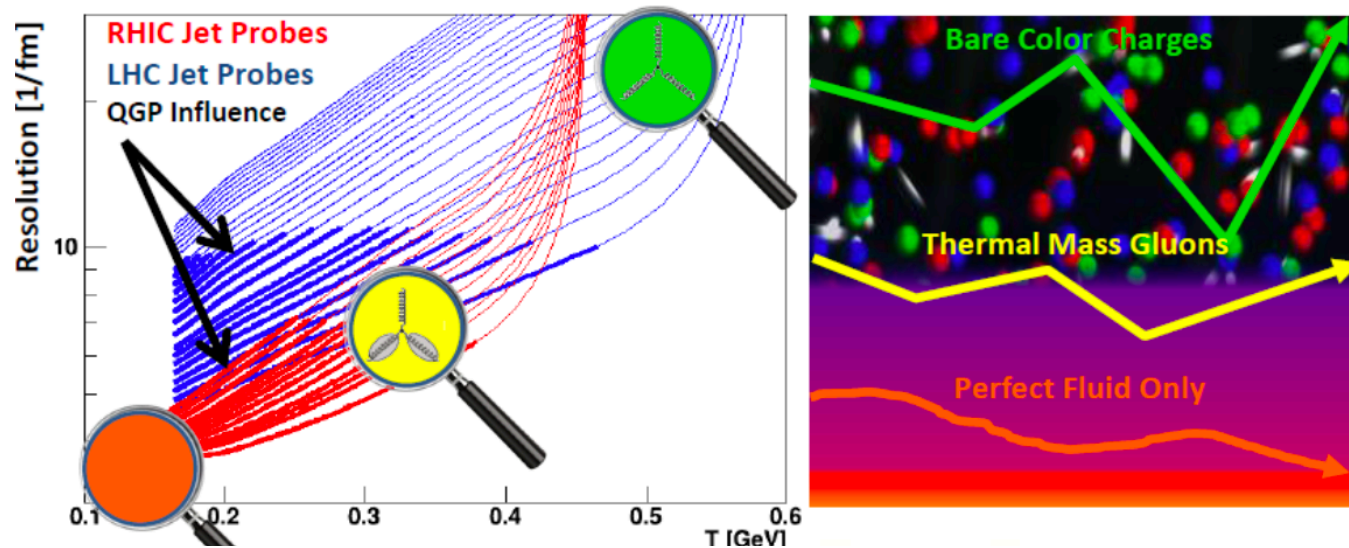 RHIC Jet Probes
LHC Jet Probes
QGP Influence
Resolution [1/fm]
10
0.1
0.2
0.3
0.4
0.5
0.6
T [GeV]
Bare Color Charges
Thermal Mass Gluons
Perfect Fluid Only